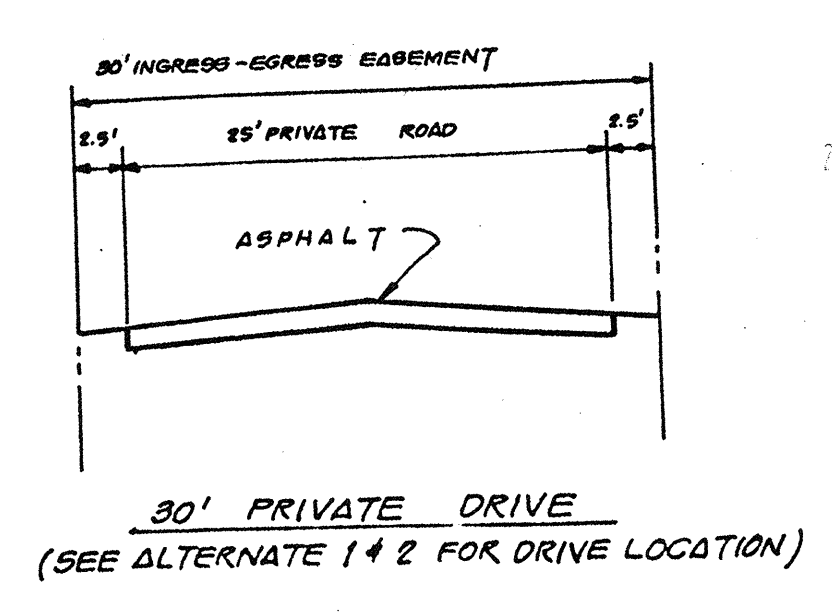 30' INGRESS-EGRESS EASEMENT
2.5' 25' PRIVATE ROAD 2.5'
ASPHALT
30' PRIVATE DRIVE
(SEE ALTERNATE 1 & 2 FOR DRIVE LOCATION)